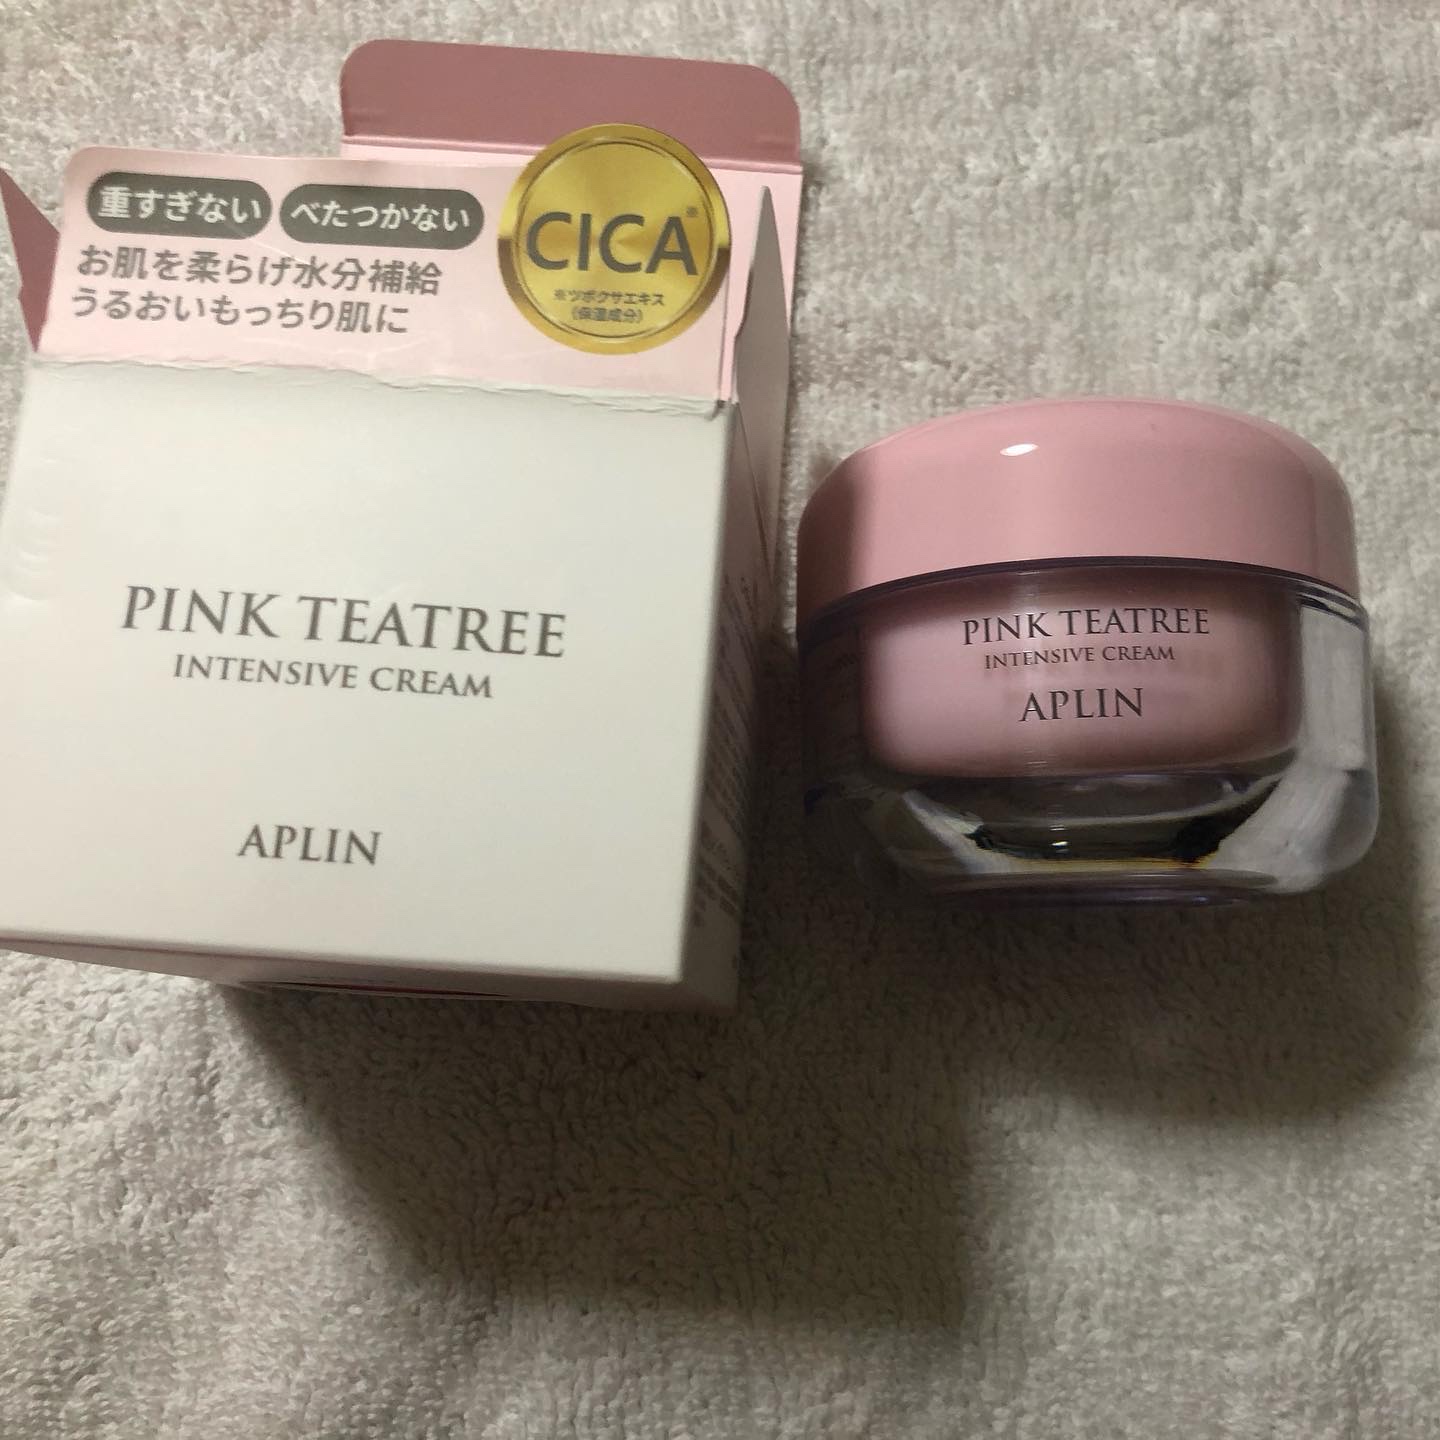 重すぎない べたつかない
お肌を柔らげ水分補給
うるおいもっちり肌に
CICA※
※ツボクサエキス
(保湿成分)
PINK TEATREE
INTENSIVE CREAM
APLIN
PINK TEATREE
INTENSIVE CREAM
APLIN